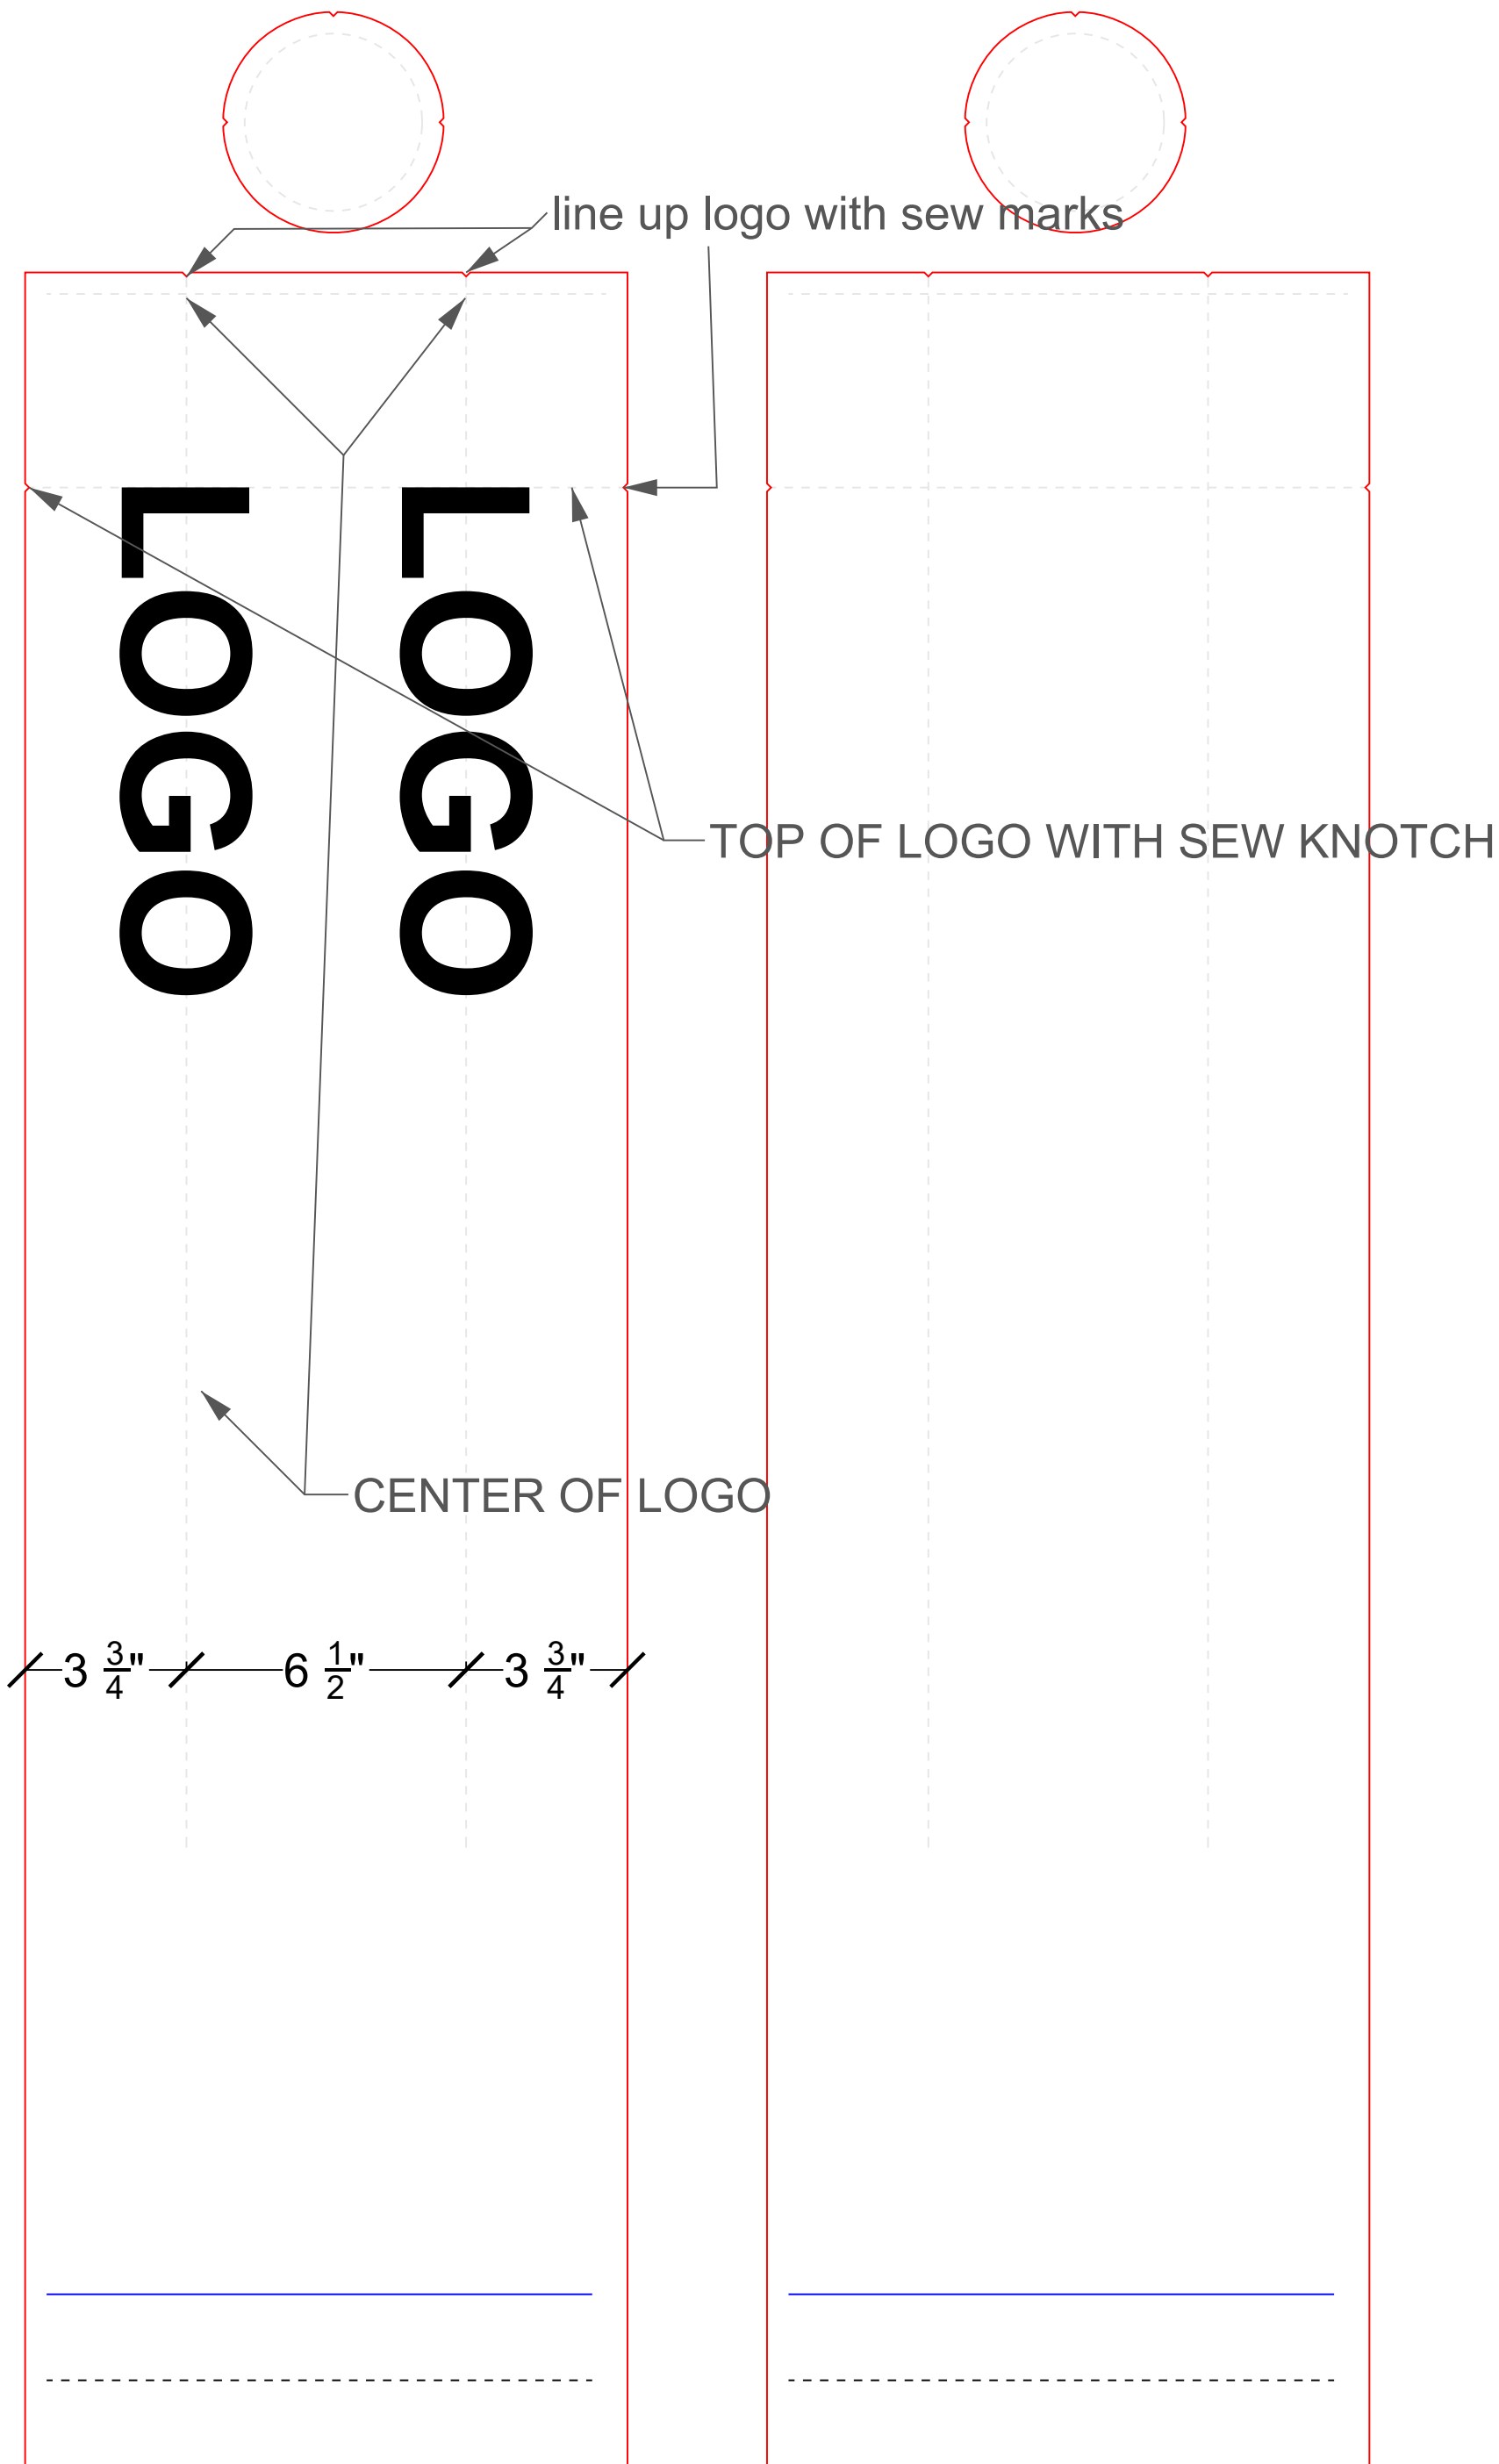 line up logo with sew marks
LOGO
LOGO
TOP OF LOGO WITH SEW KNOTCH
CENTER OF LOGO
3 3/4" 6 1/2" 3 3/4"